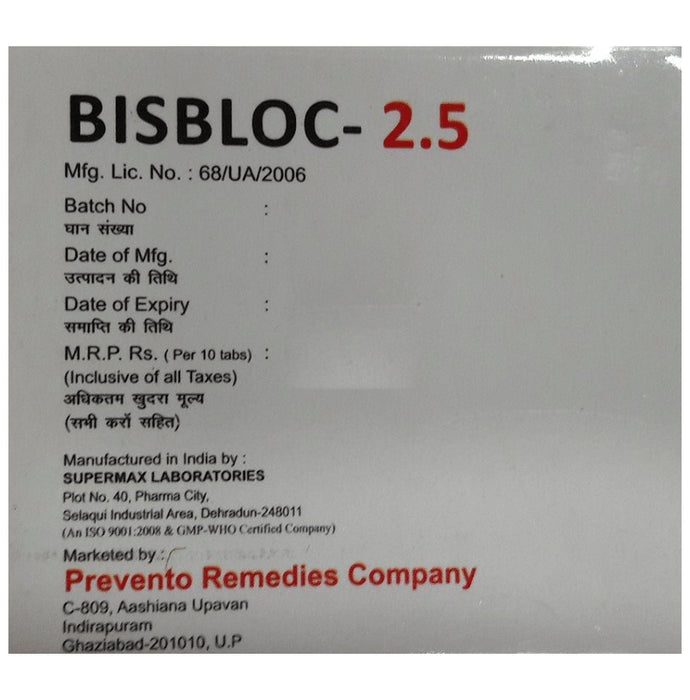 BISBLOC- 2.5
Mfg. Lic. No. : 68/UA/2006
Batch No :
घान संख्या
Date of Mfg. :
उत्पादन की तिथि
Date of Expiry :
समाप्ति की तिथि
M.R.P. Rs. ( Per 10 tabs) :
(Inclusive of all Taxes)
अधिकतम खुदरा मूल्य
(सभी करों सहित)
Manufactured in India by :
SUPERMAX LABORATORIES
Plot No. 40, Pharma City,
Selaqui Industrial Area, Dehradun-248011
(An ISO 9001:2008 & GMP-WHO Certified Company)
Marketed by :
Prevento Remedies Company
C-809, Aashiana Upavan
Indirapuram
Ghaziabad-201010, U.P